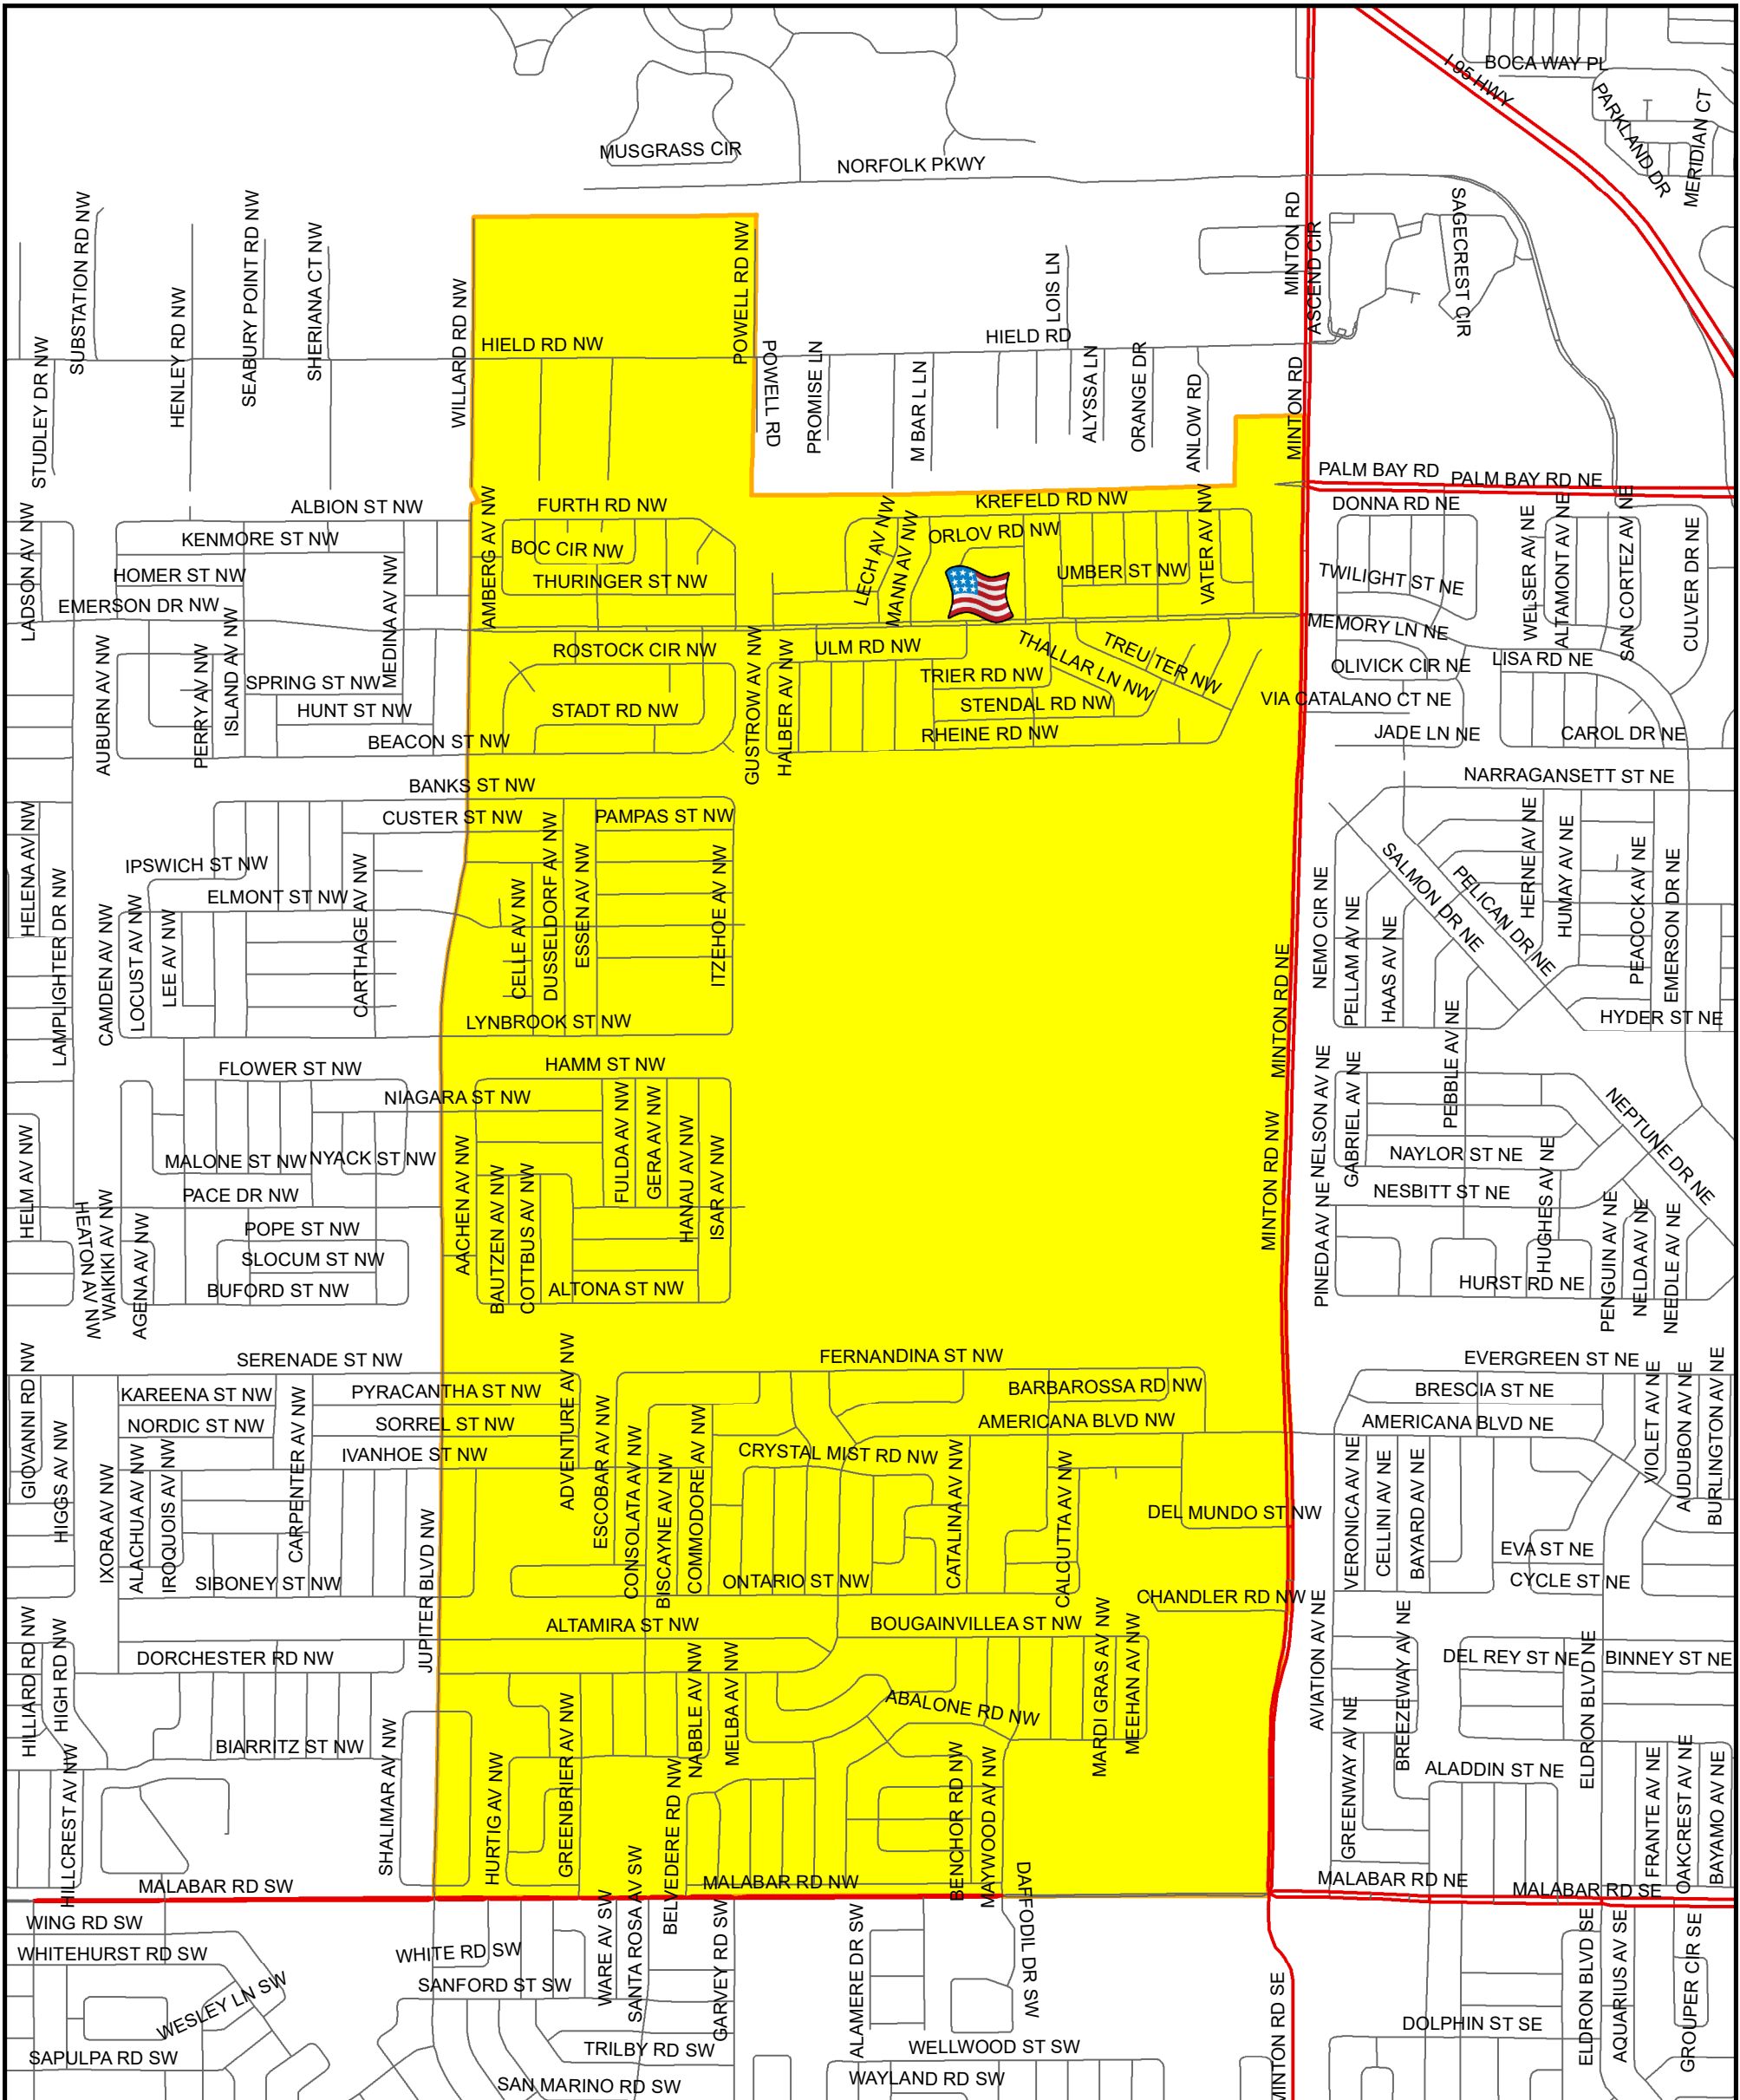 BOCA WAY PL
I 95 HWY
PARKLAND DR
MERIDIAN CT
MUSGRASS CIR
NORFOLK PKWY
SUBSTATION RD NW
SEABURY POINT RD NW
SHERIANA CT NW
HENLEY RD NW
STUDLEY DR NW
WILLARD RD NW
POWELL RD NW
HIELD RD NW
POWELL RD
PROMISE LN
M BAR L LN
LOIS LN
HIELD RD
ALYSSA LN
ORANGE DR
ANLOW RD
MINTON RD
ASCEND CIR
SAGECREST CIR
MINTON RD
PALM BAY RD
PALM BAY RD NE
DONNA RD NE
LADSON AV NW
ALBION ST NW
KENMORE ST NW
HOMER ST NW
EMERSON DR NW
MEDINA AV NW
AMBERG AV NW
FURTH RD NW
BOC CIR NW
THURINGER ST NW
LECH AV NW
MANN AV NW
KREFELD RD NW
ORLOV RD NW
UMBER ST NW
VATER AV NW
TWILIGHT ST NE
WELSER AV NE
ALTAMONT AV NE
SAN CORTEZ AV NE
CULVER DR NE
MEMORY LN NE
OLIVICK CIR NE
LISA RD NE
VIA CATALANO CT NE
JADE LN NE
CAROL DR NE
AUBURN AV NW
PERRY AV NW
ISLAND AV NW
SPRING ST NW
HUNT ST NW
BEACON ST NW
ROSTOCK CIR NW
STADT RD NW
GUSTROW AV NW
HALBER AV NW
ULM RD NW
TRIER RD NW
STENDAL RD NW
RHEINE RD NW
THALLAR LN NW
TREUTER NW
NARRAGANSETT ST NE
BANKS ST NW
CUSTER ST NW
PAMPAS ST NW
HELENA AV NW
LAMPLIGHTER DR NW
IPSWICH ST NW
ELMONT ST NW
CAMDEN AV NW
LOCUST AV NW
LEE AV NW
CARTHAGE AV NW
CELLE AV NW
DUSSELDORF AV NW
ESSEN AV NW
ITZEHOE AV NW
LYNBROOK ST NW
MINTON RD NE
NEMO CIR NE
PELLAM AV NE
HAAS AV NE
SALMON DR NE
PELICAN DR NE
HERNE AV NE
HUMAY AV NE
PEACOCK AV NE
EMERSON DR NE
HYDER ST NE
PEBBLE AV NE
FLOWER ST NW
NIAGARA ST NW
HAMM ST NW
MALONE ST NW
NYACK ST NW
PACE DR NW
POPE ST NW
SLOCUM ST NW
BUFORD ST NW
HELM AV NW
HEATON AV NW
WAIKIKI AV NW
AGENA AV NW
AACHEN AV NW
BAUTZEN AV NW
COTTBUS AV NW
FULDA AV NW
GERA AV NW
HANAU AV NW
ISAR AV NW
ALTONA ST NW
MINTON RD NW
PINEDA AV NE
NELSON AV NE
GABRIEL AV NE
NAYLOR ST NE
NESBITT ST NE
HUGHES AV NE
NEPTUNE DR NE
HURST RD NE
PENGUIN AV NE
NELDA AV NE
NEEDLE AV NE
SERENADE ST NW
KAREENA ST NW
PYRACANTHA ST NW
NORDIC ST NW
SORREL ST NW
IVANHOE ST NW
GIOVANNI RD NW
HIGGS AV NW
IXORA AV NW
ALACHUA AV NW
IROQUOIS AV NW
CARPENTER AV NW
SIBONEY ST NW
JUPITER BLVD NW
ADVENTURE AV NW
ESCOBAR AV NW
CONSOLATA AV NW
BISCAYNE AV NW
COMMODORE AV NW
FERNANDINA ST NW
BARBAROSSA RD NW
AMERICANA BLVD NW
CRYSTAL MIST RD NW
CATALINA AV NW
CALCUTTA AV NW
DEL MUNDO ST NW
ONTARIO ST NW
CHANDLER RD NW
EVERGREEN ST NE
BRESCIA ST NE
AMERICANA BLVD NE
VERONICA AV NE
CELLINI AV NE
BAYARD AV NE
VIOLET AV NE
AUDUBON AV NE
BURLINGTON AV NE
EVA ST NE
CYCLE ST NE
HILLIARD RD NW
HIGH RD NW
DORCHESTER RD NW
BIARRITZ ST NW
HILLCREST AV NW
SHALIMAR AV NW
ALTAMIRA ST NW
BOUGAINVILLEA ST NW
NABBLE AV NW
MELBA AV NW
ABALONE RD NW
MARDI GRAS AV NW
MEEHAN AV NW
HURTIG AV NW
GREENBRIER AV NW
BELVEDERE RD NW
BENCHOR RD NW
MAYWOOD AV NW
AVIATION AV NE
BREEZEWAY AV NE
GREENWAY AV NE
DEL REY ST NE
BINNEY ST NE
ELDRON BLVD NE
ALADDIN ST NE
FRANTE AV NE
OAKCREST AV NE
BAYAMO AV NE
MALABAR RD SW
MALABAR RD NW
MALABAR RD NE
MALABAR RD SE
WING RD SW
WHITEHURST RD SW
WESLEY LN SW
SAPULPA RD SW
WHITE RD SW
SANFORD ST SW
WARE AV SW
SANTA ROSA AV SW
GARVEY RD SW
TRILBY RD SW
SAN MARINO RD SW
ALAMERE DR SW
DAFFODIL DR SW
WELLWOOD ST SW
WAYLAND RD SW
MINTON RD SE
DOLPHIN ST SE
ELDRON BLVD SE
AQUARIUS AV SE
GROUPER CIR SE